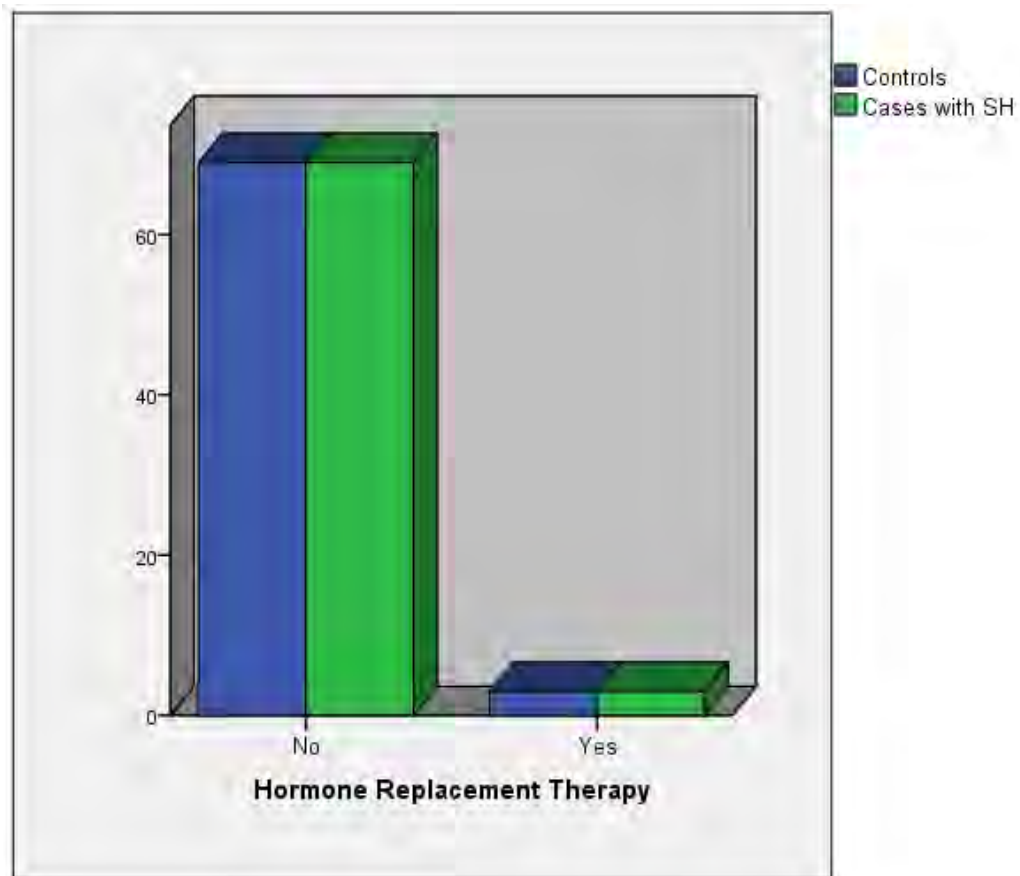 Controls
Cases with SH
60
40
20
0
No Yes
Hormone Replacement Therapy